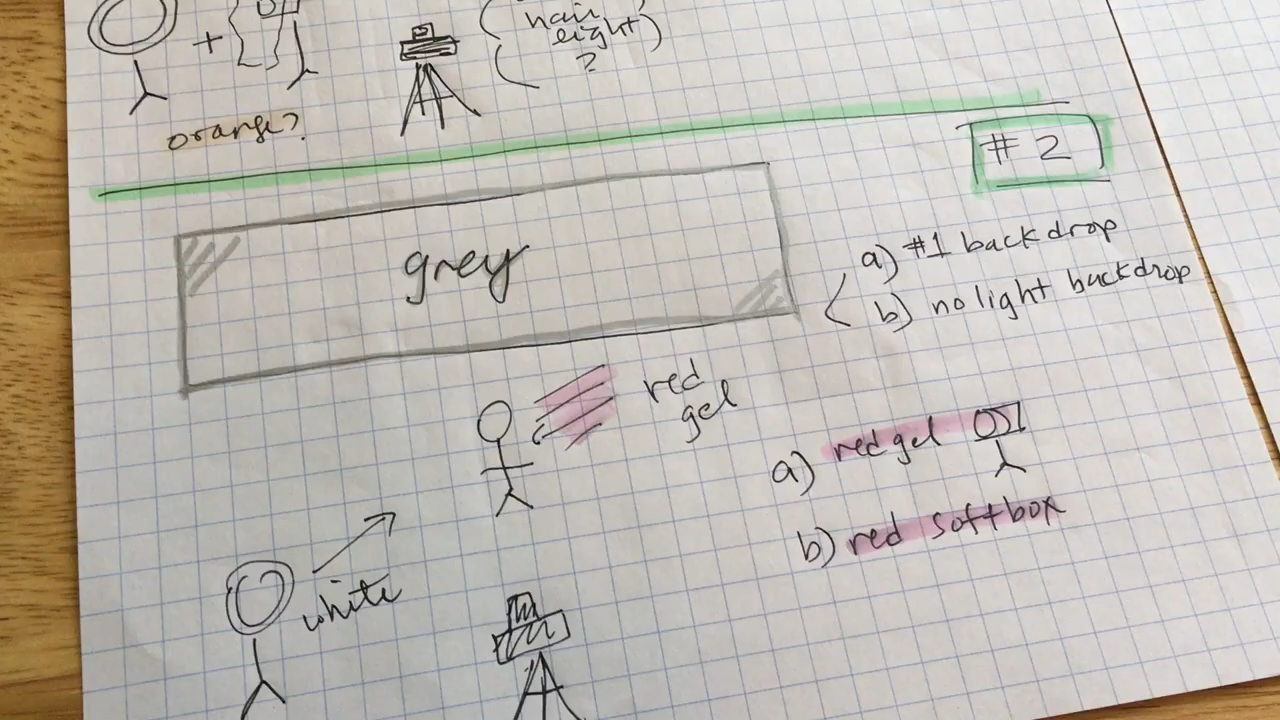 +
hair
light)
?
orange?
# 2
grey
a) #1 backdrop
b) no light backdrop
red
gel
a) red gel
b) red softbox
white